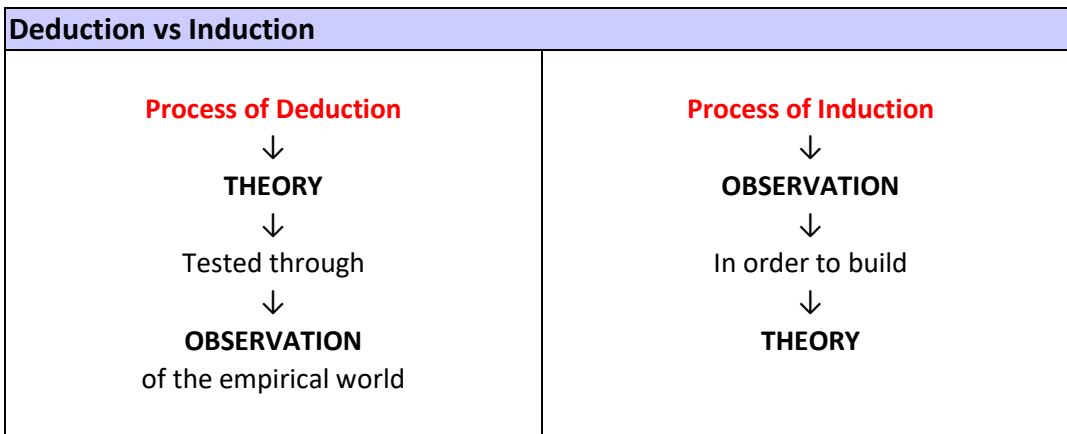 Deduction vs Induction
Process of Deduction
↓
THEORY
↓
Tested through
↓
OBSERVATION
of the empirical world
Process of Induction
↓
OBSERVATION
↓
In order to build
↓
THEORY